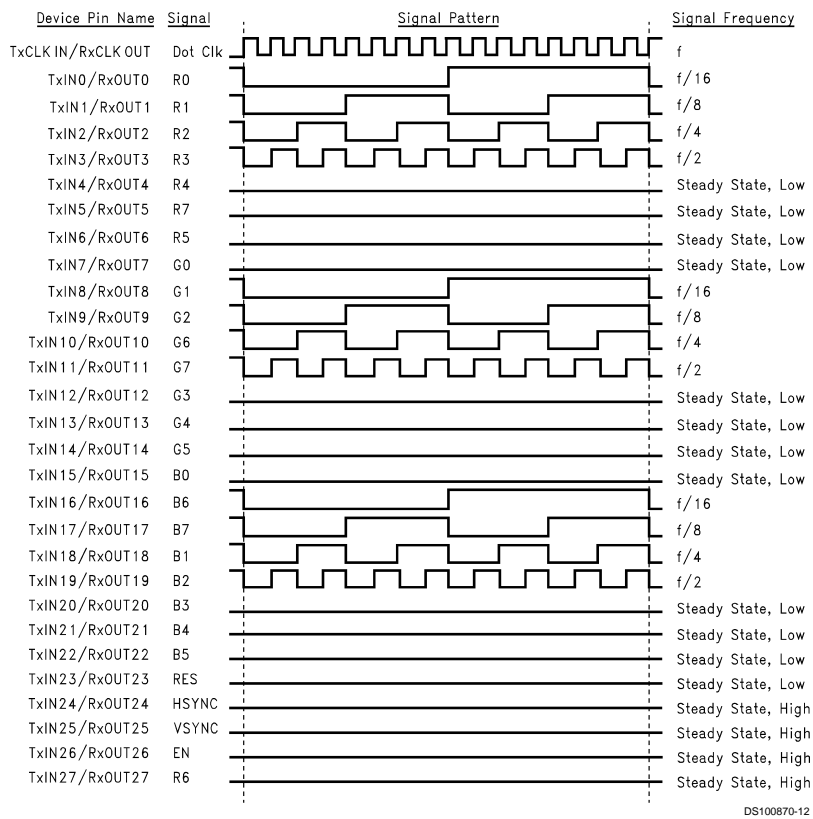 Device Pin Name Signal Signal Pattern Signal Frequency
TxCLK IN/RxCLK OUT Dot Clk f
TxIN0/RxOUT0 R0 f/16
TxIN1/RxOUT1 R1 f/8
TxIN2/RxOUT2 R2 f/4
TxIN3/RxOUT3 R3 f/2
TxIN4/RxOUT4 R4 Steady State, Low
TxIN5/RxOUT5 R7 Steady State, Low
TxIN6/RxOUT6 R5 Steady State, Low
TxIN7/RxOUT7 G0 Steady State, Low
TxIN8/RxOUT8 G1 f/16
TxIN9/RxOUT9 G2 f/8
TxIN10/RxOUT10 G6 f/4
TxIN11/RxOUT11 G7 f/2
TxIN12/RxOUT12 G3 Steady State, Low
TxIN13/RxOUT13 G4 Steady State, Low
TxIN14/RxOUT14 G5 Steady State, Low
TxIN15/RxOUT15 B0 Steady State, Low
TxIN16/RxOUT16 B6 f/16
TxIN17/RxOUT17 B7 f/8
TxIN18/RxOUT18 B1 f/4
TxIN19/RxOUT19 B2 f/2
TxIN20/RxOUT20 B3 Steady State, Low
TxIN21/RxOUT21 B4 Steady State, Low
TxIN22/RxOUT22 B5 Steady State, Low
TxIN23/RxOUT23 RES Steady State, Low
TxIN24/RxOUT24 HSYNC Steady State, High
TxIN25/RxOUT25 VSYNC Steady State, High
TxIN26/RxOUT26 EN Steady State, High
TxIN27/RxOUT27 R6 Steady State, High
DS100870-12